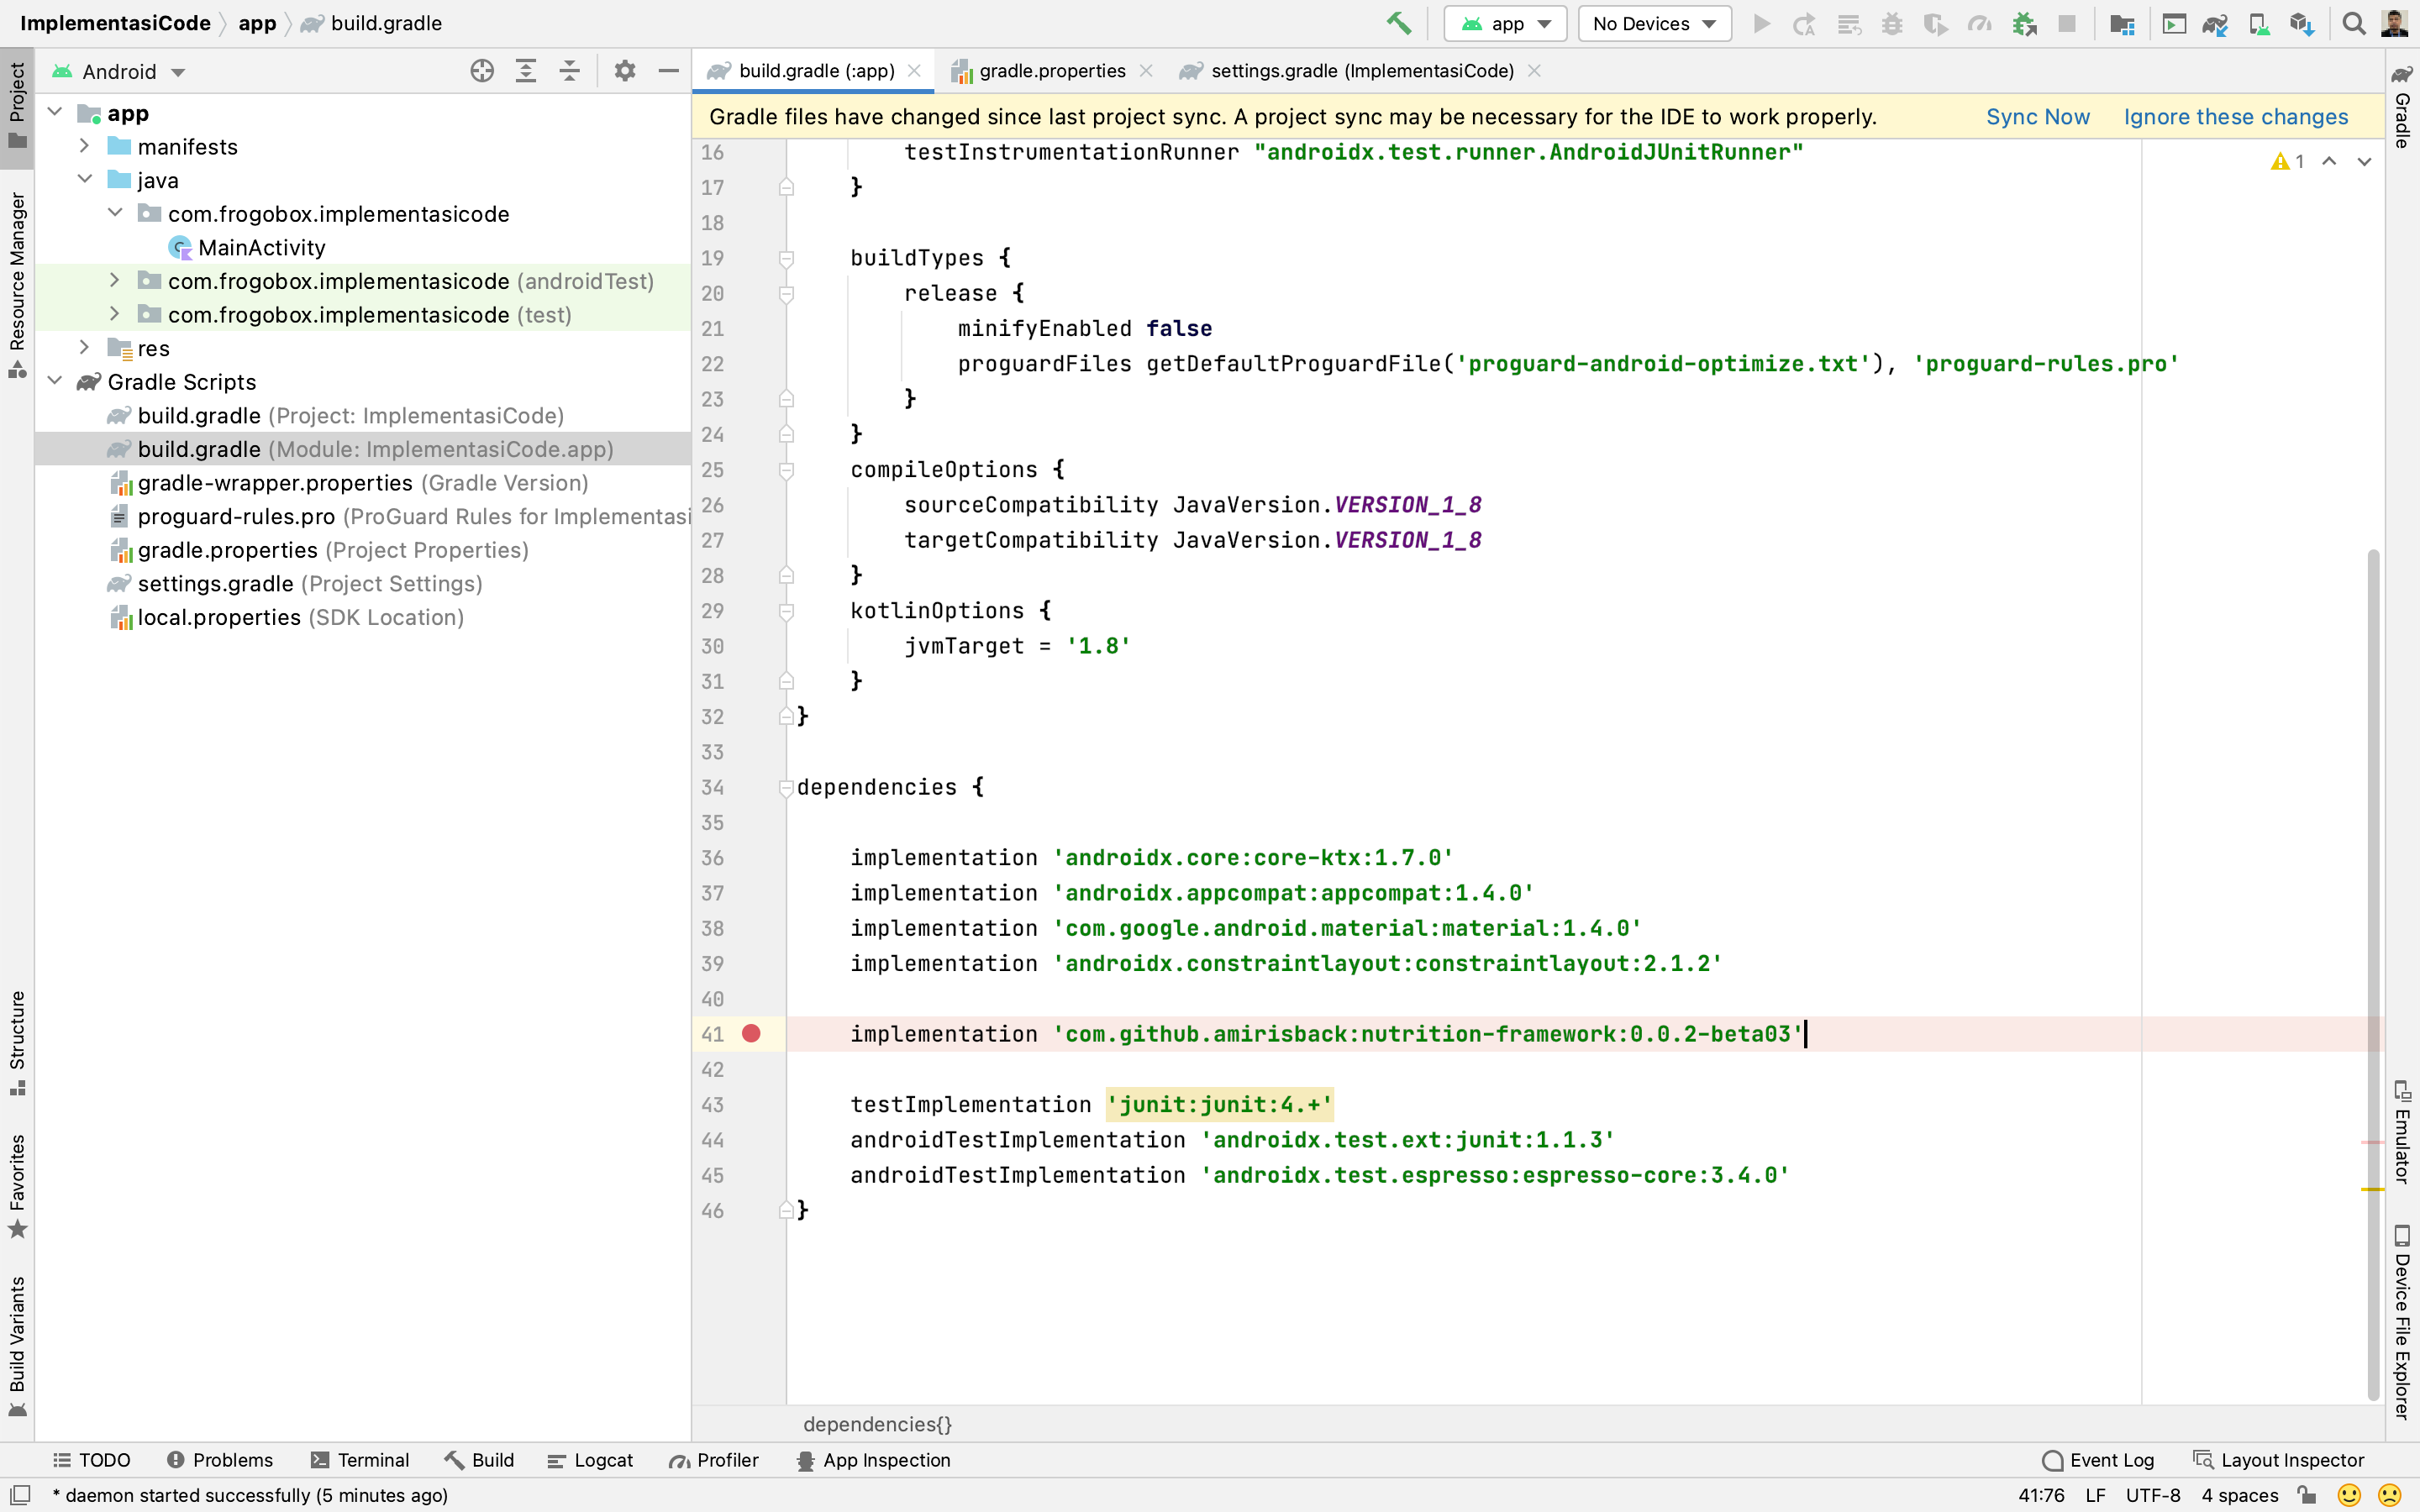 ImplementasiCode app build.gradle
app No Devices
Project
Android
build.gradle (:app) gradle.properties settings.gradle (ImplementasiCode)
Gradle
Gradle files have changed since last project sync. A project sync may be necessary for the IDE to work properly. Sync Now Ignore these changes
app
manifests
java
com.frogobox.implementasicode
MainActivity
com.frogobox.implementasicode (androidTest)
com.frogobox.implementasicode (test)
res
Gradle Scripts
build.gradle (Project: ImplementasiCode)
build.gradle (Module: ImplementasiCode.app)
gradle-wrapper.properties (Gradle Version)
proguard-rules.pro (ProGuard Rules for Implementasi
gradle.properties (Project Properties)
settings.gradle (Project Settings)
local.properties (SDK Location)
Resource Manager
Structure
Favorites
Build Variants
1
16 testInstrumentationRunner "androidx.test.runner.AndroidJUnitRunner"
17 }
18
19 buildTypes {
20 release {
21 minifyEnabled false
22 proguardFiles getDefaultProguardFile('proguard-android-optimize.txt'), 'proguard-rules.pro'
23 }
24 }
25 compileOptions {
26 sourceCompatibility JavaVersion.VERSION_1_8
27 targetCompatibility JavaVersion.VERSION_1_8
28 }
29 kotlinOptions {
30 jvmTarget = '1.8'
31 }
32 }
33
34 dependencies {
35
36 implementation 'androidx.core:core-ktx:1.7.0'
37 implementation 'androidx.appcompat:appcompat:1.4.0'
38 implementation 'com.google.android.material:material:1.4.0'
39 implementation 'androidx.constraintlayout:constraintlayout:2.1.2'
40
41 implementation 'com.github.amirisback:nutrition-framework:0.0.2-beta03'
42
43 testImplementation 'junit:junit:4.+'
44 androidTestImplementation 'androidx.test.ext:junit:1.1.3'
45 androidTestImplementation 'androidx.test.espresso:espresso-core:3.4.0'
46 }
Emulator
Device File Explorer
dependencies{}
TODO Problems Terminal Build Logcat Profiler App Inspection Event Log Layout Inspector
* daemon started successfully (5 minutes ago) 41:76 LF UTF-8 4 spaces